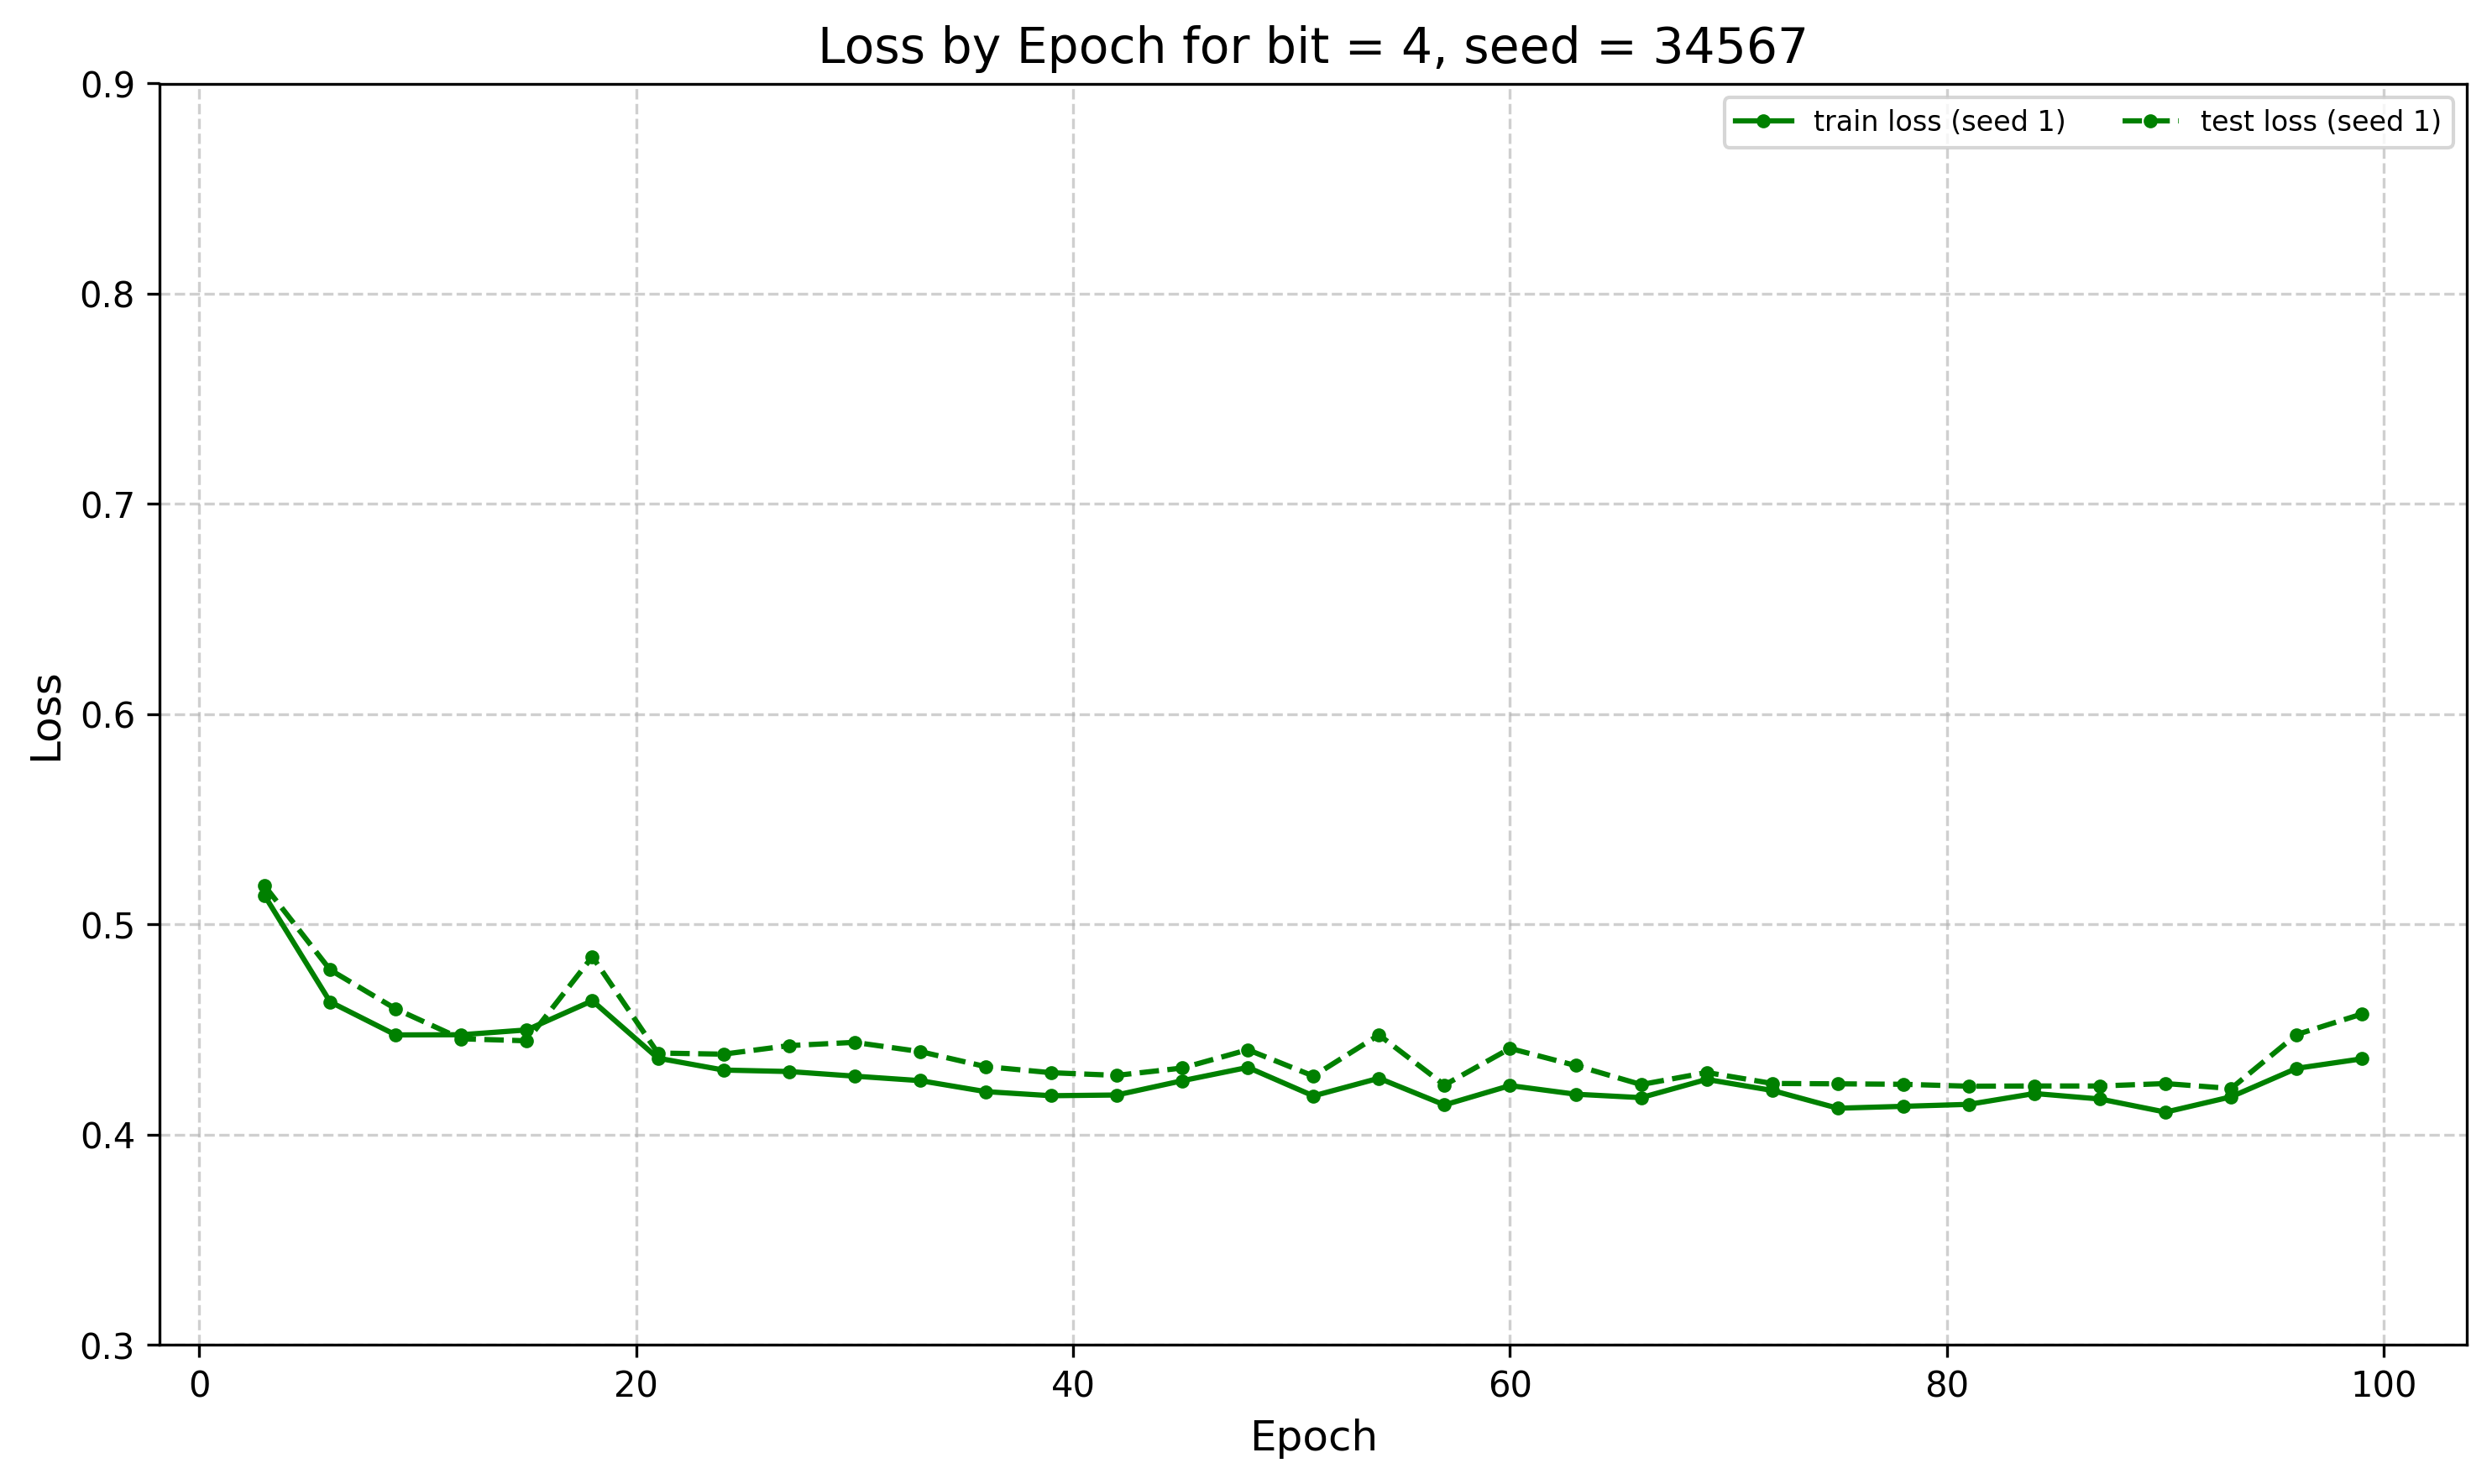 Loss by Epoch for bit = 4, seed = 34567
train loss (seed 1) test loss (seed 1)
0.9
0.8
0.7
0.6
0.5
0.4
0.3
Loss
0 20 40 60 80 100
Epoch